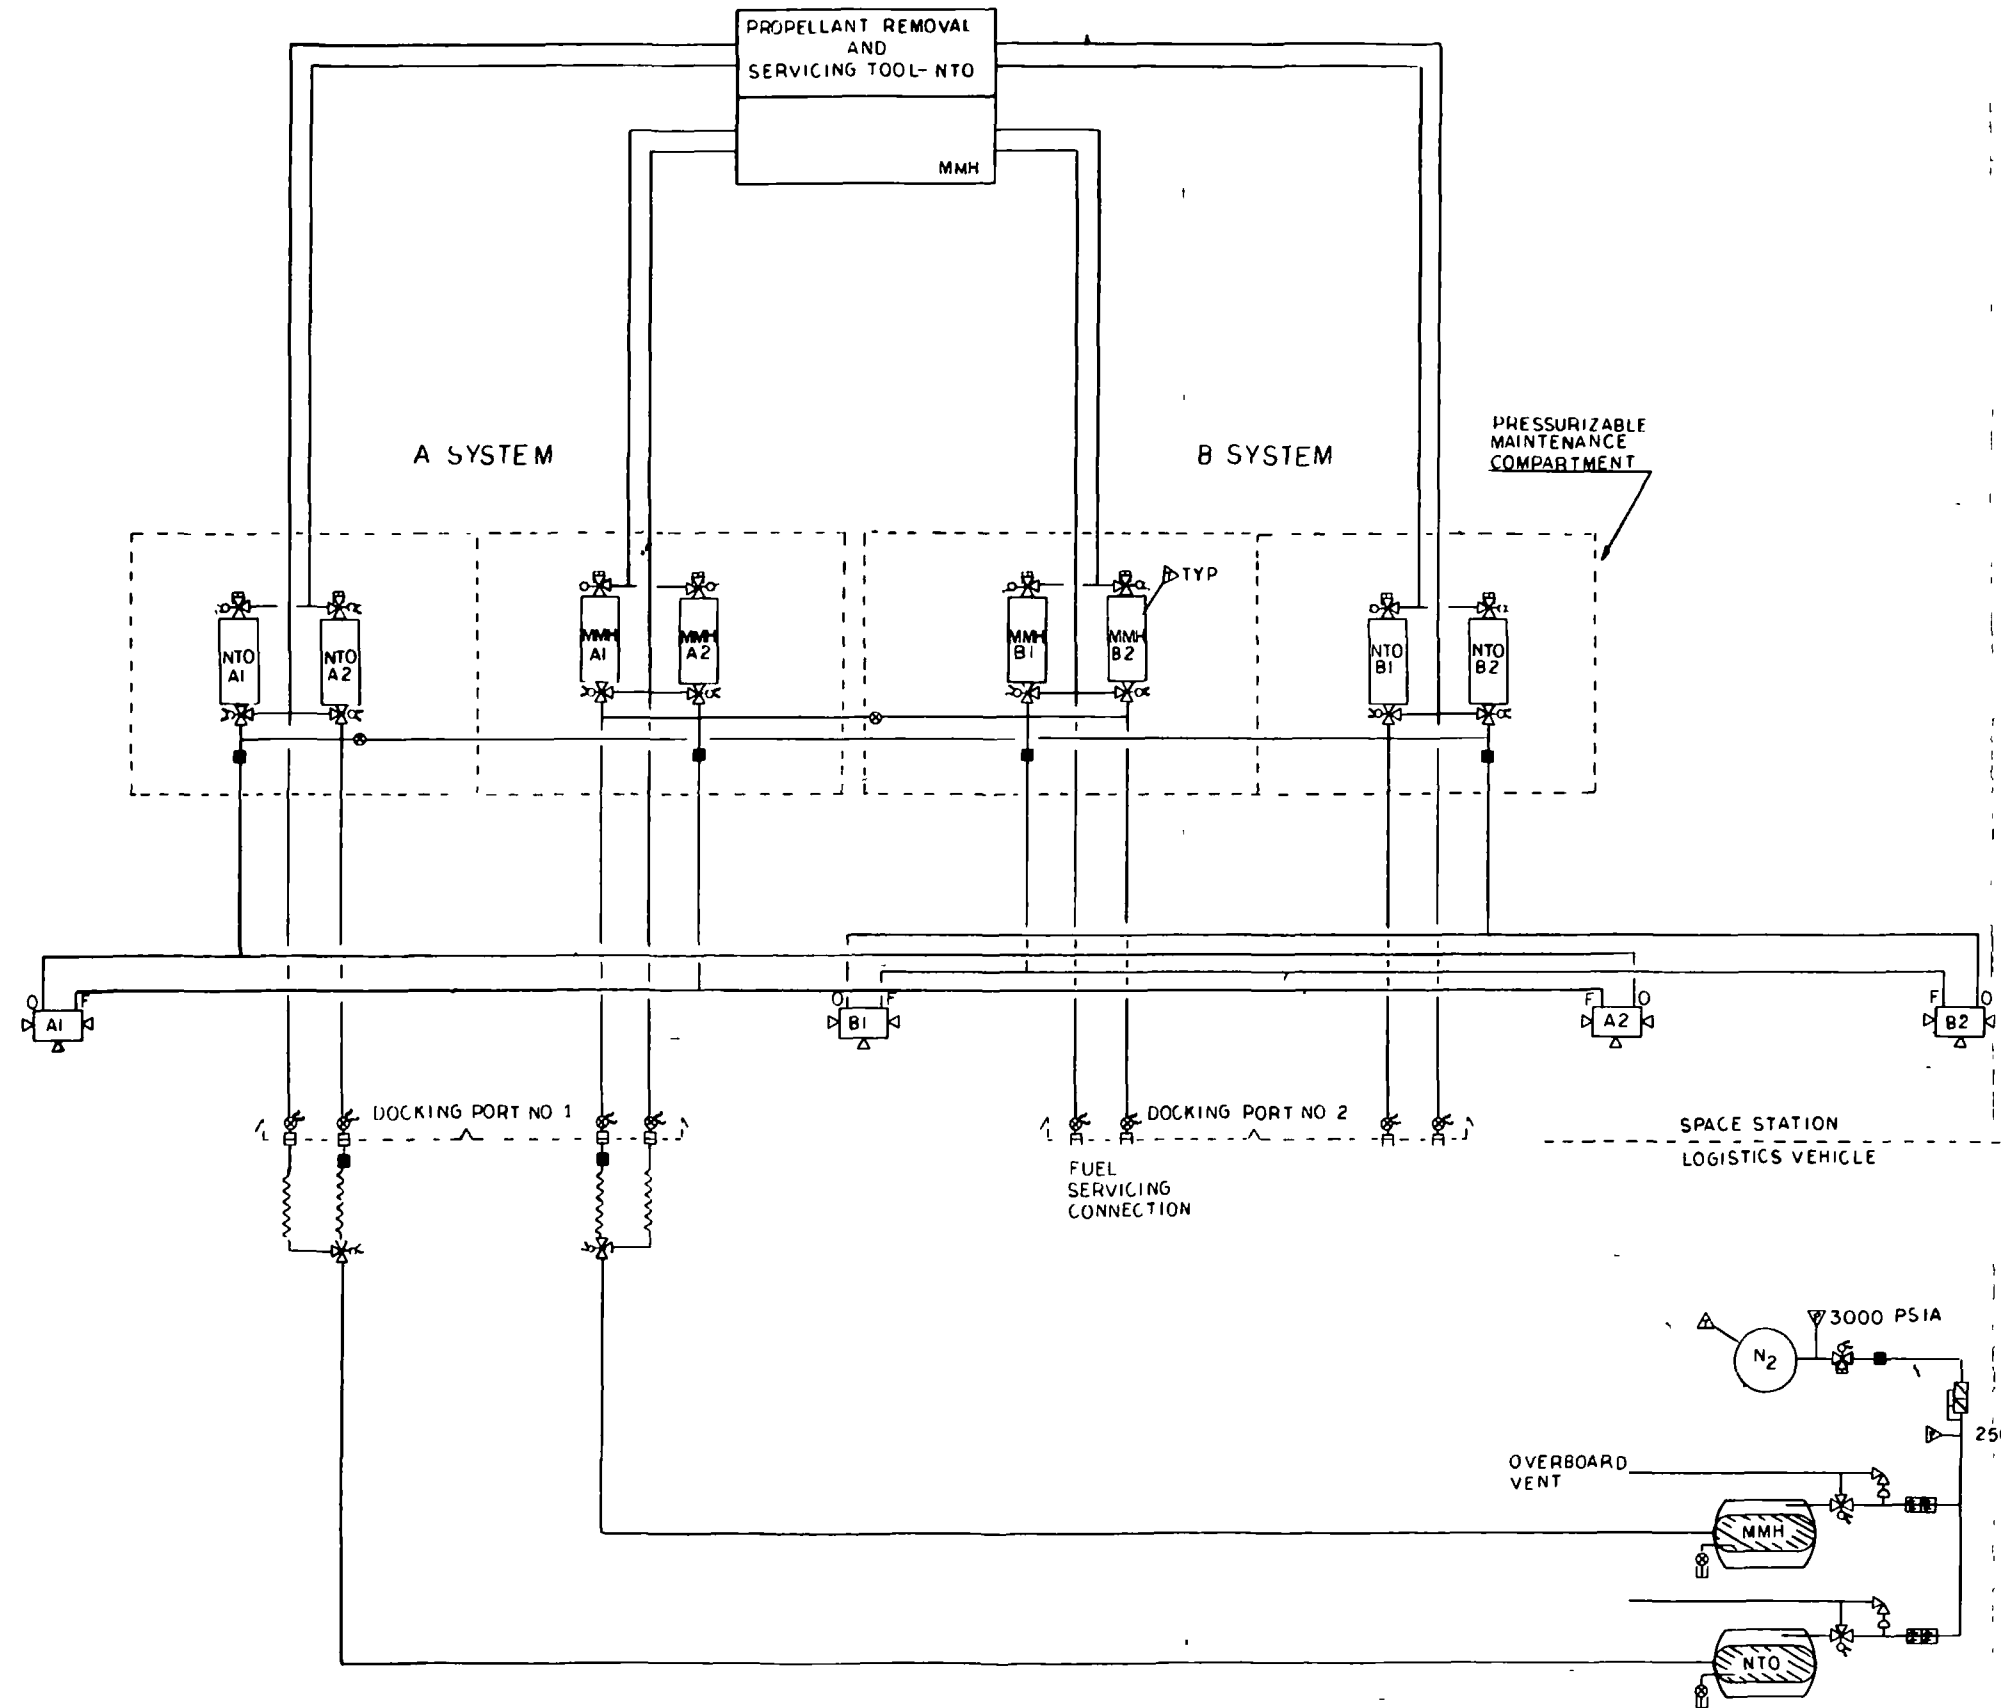 PROPELLANT REMOVAL
AND
SERVICING TOOL-NTO
MMH
A SYSTEM
B SYSTEM
PRESSURIZABLE
MAINTENANCE
COMPARTMENT
TYP
NTO
A1
NTO
A2
MMH
A1
MMH
A2
MMH
B1
MMH
B2
NTO
B1
NTO
B2
O
F
A1
O
F
B1
F
O
A2
F
O
B2
DOCKING PORT NO 1
DOCKING PORT NO 2
FUEL
SERVICING
CONNECTION
SPACE STATION
LOGISTICS VEHICLE
3000 PSIA
N2
OVERBOARD
VENT
MMH
NTO